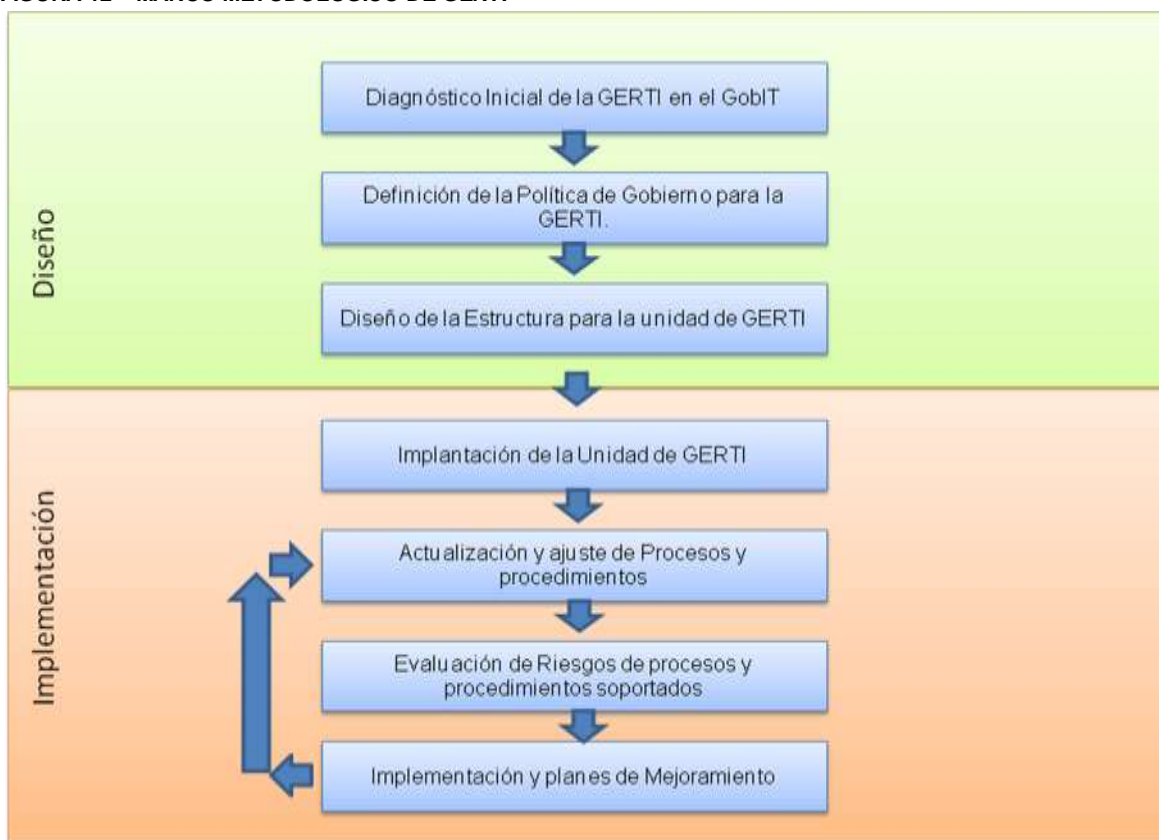 Diagnóstico Inicial de la GERTI en el GobIT
Definición de la Política de Gobierno para la
GERTI.
Diseño de la Estructura para la unidad de GERTI
Diseño
Implantación de la Unidad de GERTI
Actualización y ajuste de Procesos y
procedimientos
Evaluación de Riesgos de procesos y
procedimientos soportados
Implementación y planes de Mejoramiento
Implementación